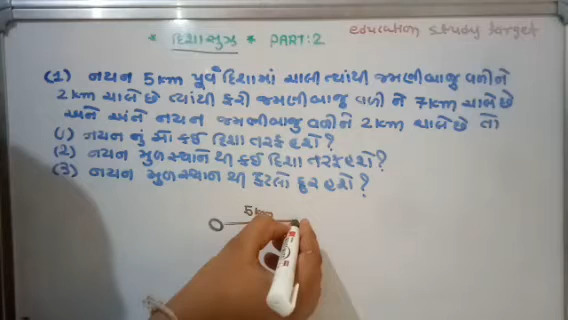 * દિશાસુઝ * PART:2
education study target
(1) નયન 5km પૂર્વ દિશામાં ચાલી ત્યાંથી જમણીબાજુ વળીને
2km ચાલે છે ત્યાંથી ફરી જમણીબાજુ વળી ને 7km ચાલે છે
અને અંતે નયન જમણીબાજુ વળીને 2km ચાલે છે તો
(1) નયન નું મોં કઈ દિશા તરફ હશે?
(2) નયન મુળસ્થાને થી કઈ દિશા તરફ હશે?
(3) નયન મુળસ્થાન થી કેટલો દુર હશે?
5km